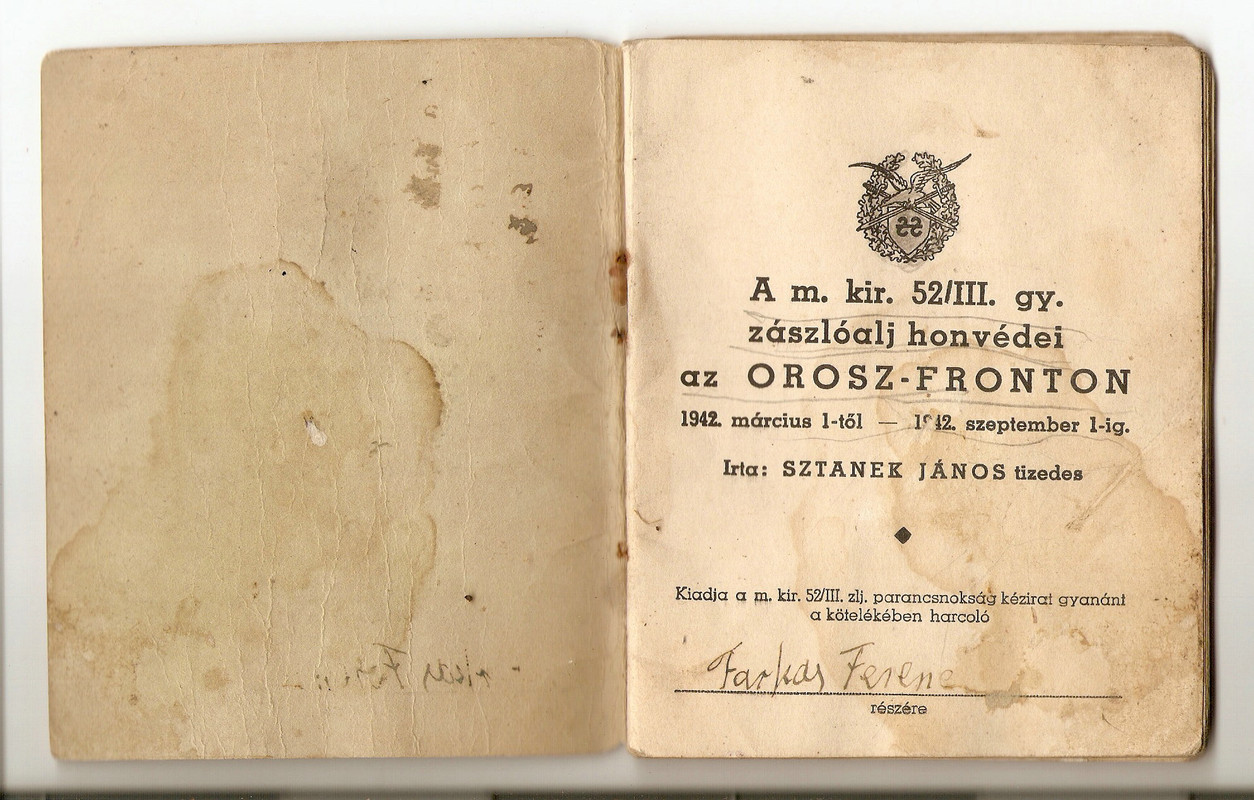 A m. kir. 52/III. gy.
zászlóalj honvédei
az OROSZ-FRONTON
1942. március 1-től — 1942. szeptember 1-ig.
Irta: SZTANEK JÁNOS tizedes
Kiadja a m. kir. 52/III. zlj. parancsnokság kézirat gyanánt
a kötelékében harcoló
Farkas Ferenc
részére